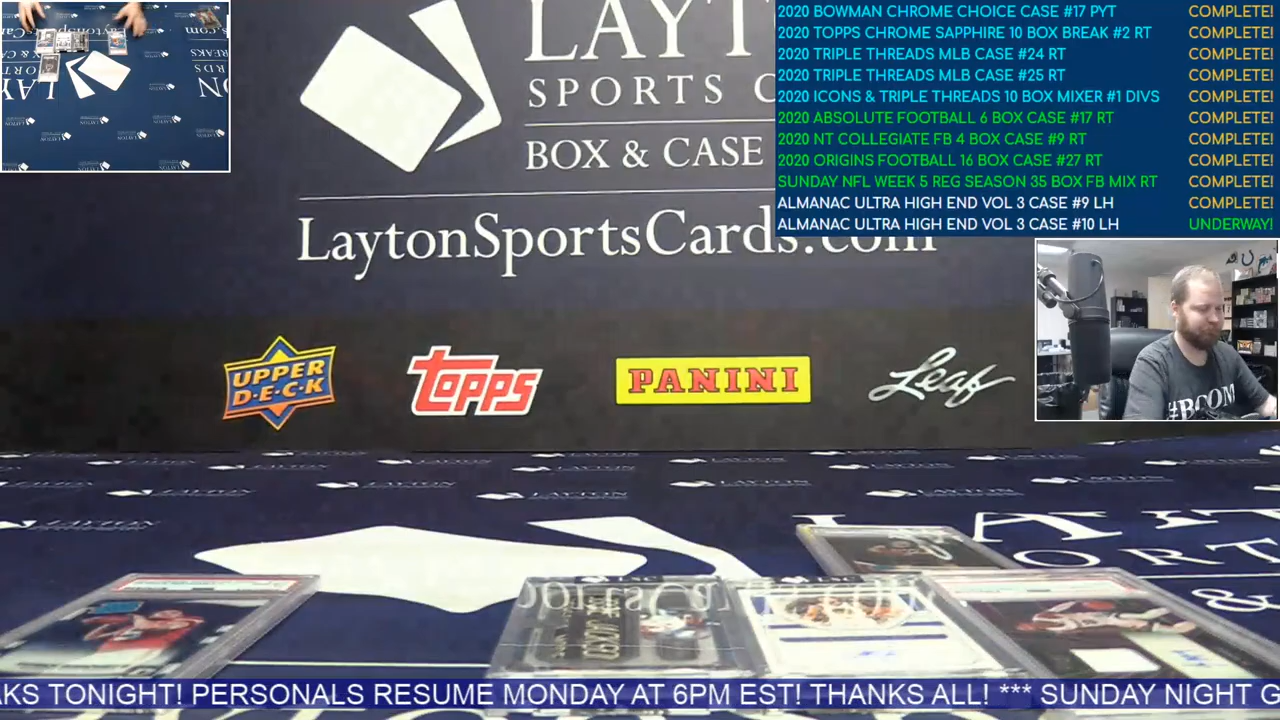 2020 BOWMAN CHROME CHOICE CASE #17 PYT COMPLETE!
2020 TOPPS CHROME SAPPHIRE 10 BOX BREAK #2 RT COMPLETE!
2020 TRIPLE THREADS MLB CASE #24 RT COMPLETE!
2020 TRIPLE THREADS MLB CASE #25 RT COMPLETE!
2020 ICONS & TRIPLE THREADS 10 BOX MIXER #1 DIVS COMPLETE!
2020 ABSOLUTE FOOTBALL 6 BOX CASE #17 RT COMPLETE!
2020 NT COLLEGIATE FB 4 BOX CASE #9 RT COMPLETE!
2020 ORIGINS FOOTBALL 16 BOX CASE #27 RT COMPLETE!
SUNDAY NFL WEEK 5 REG SEASON 35 BOX FB MIX RT COMPLETE!
ALMANAC ULTRA HIGH END VOL 3 CASE #9 LH COMPLETE!
ALMANAC ULTRA HIGH END VOL 3 CASE #10 LH UNDERWAY!
LAYT
SPORTS C
BOX & CASE
LaytonSportsCards.com
UPPER
D·E·C·K
topps
PANINI
Leaf
#BOOM
LAYTON
AKS TONIGHT! PERSONALS RESUME MONDAY AT 6PM EST! THANKS ALL! *** SUNDAY NIGHT G